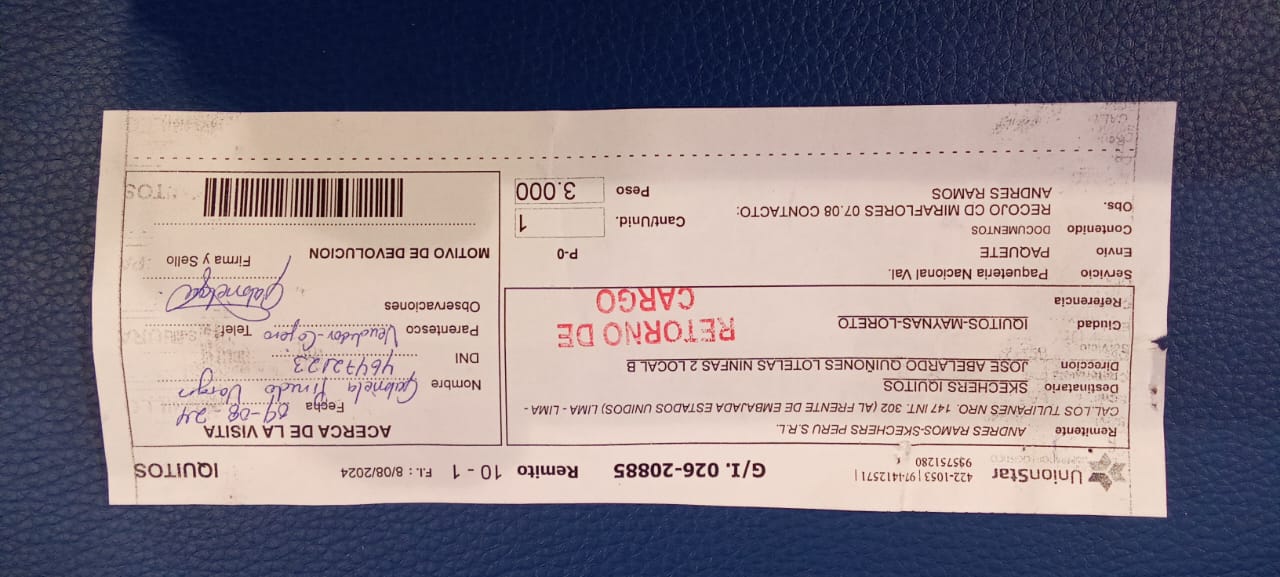 UnionStar
422-1053 | 97-1412571 |
935751280
G/I. 026-20885 Remito 10 - 1 F.I. : 8/08/2024 IQUITOS
Remitente ANDRES RAMOS-SKECHERS PERU S.R.L.
CAL.LOS TULIPANES NRO. 147 INT. 302 (AL FRENTE DE EMBAJADA ESTADOS UNIDOS) LIMA - LIMA -
Destinatario SKECHERS IQUITOS
Direccion JOSE ABELARDO QUIÑONES LOTELAS NINFAS 2 LOCAL B
Ciudad IQUITOS-MAYNAS-LORETO
Referencia
RETORNO DE
CARGO
Servicio Paqueteria Nacional Val.
Envio PAQUETE P-0
Contenido DOCUMENTOS
Obs. RECOJO CD MIRAFLORES 07.08 CONTACTO:
ANDRES RAMOS
Cant/Unid. 1
Peso 3.000
ACERCA DE LA VISITA
Fecha 09-08-24
Nombre Gabriela Pinedo Vargas
DNI 46472123
Parentesco Vendedor-Cajero Telef.
Observaciones
Firma y Sello
MOTIVO DE DEVOLUCION